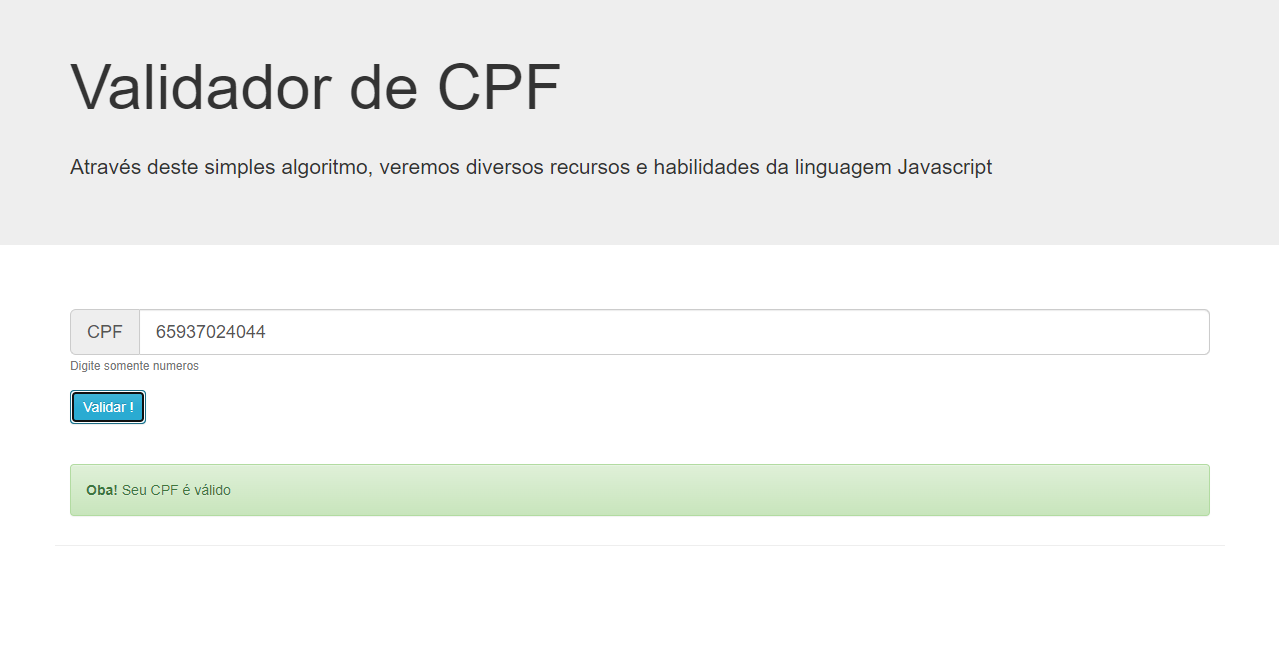 Validador de CPF
Através deste simples algoritmo, veremos diversos recursos e habilidades da linguagem Javascript
CPF 65937024044
Digite somente numeros
Validar !
Oba! Seu CPF é válido